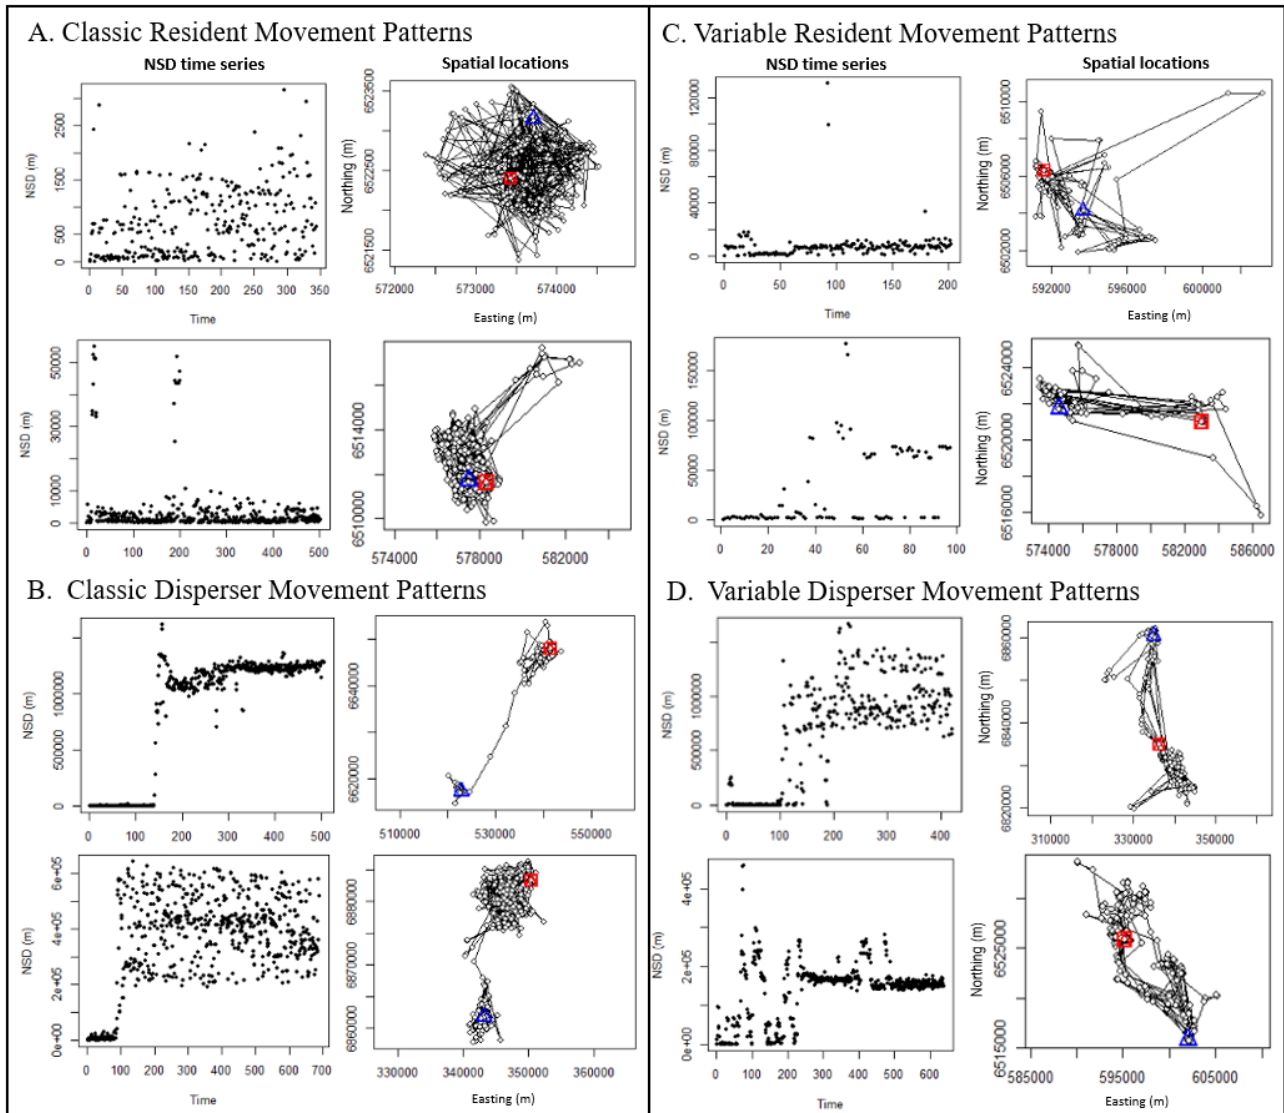 A. Classic Resident Movement Patterns
NSD time series Spatial locations
NSD (m)
0 500 1500 2500
0 50 100 150 200 250 300 350
Time
Northing (m)
6521500 6522500 6523500
572000 573000 574000
Easting (m)
NSD (m)
0 10000 30000 50000
0 100 200 300 400 500
6510000 6514000
574000 578000 582000
B. Classic Disperser Movement Patterns
NSD (m)
0 500000 1000000
0 100 200 300 400 500
6620000 6640000
510000 530000 550000
NSD (m)
0e+00 2e+05 4e+05 6e+05
0 100 200 300 400 500 600 700
Time
6860000 6870000 6880000
330000 340000 350000 360000
Easting (m)
C. Variable Resident Movement Patterns
NSD time series Spatial locations
NSD (m)
0 40000 80000 120000
0 50 100 150 200
Time
Northing (m)
6502000 6506000 6510000
592000 596000 600000
Easting (m)
NSD (m)
0 50000 100000 150000
0 20 40 60 80 100
Northing (m)
6516000 6520000 6524000
574000 578000 582000 586000
D. Variable Disperser Movement Patterns
NSD (m)
0 500000 1000000
0 100 200 300 400
Northing (m)
6820000 6840000 6860000
310000 330000 350000
NSD (m)
0e+00 2e+05 4e+05
0 100 200 300 400 500 600
Time
Northing (m)
6515000 6525000
585000 595000 605000
Easting (m)